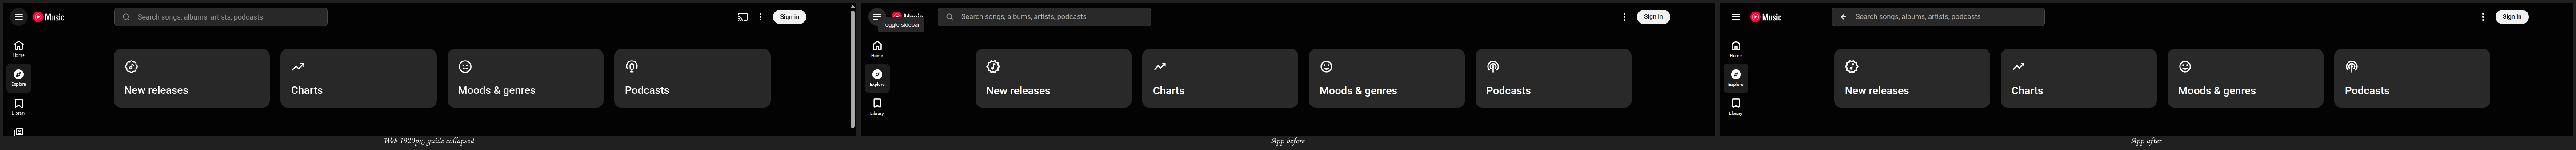 Music
Search songs, albums, artists, podcasts
Sign in
Home
Explore
Library
New releases
Charts
Moods & genres
Podcasts
Web 1920px, guide collapsed
Music
Toggle sidebar
Search songs, albums, artists, podcasts
Sign in
Home
Explore
Library
New releases
Charts
Moods & genres
Podcasts
App before
Music
Search songs, albums, artists, podcasts
Sign in
Home
Explore
Library
New releases
Charts
Moods & genres
Podcasts
App after